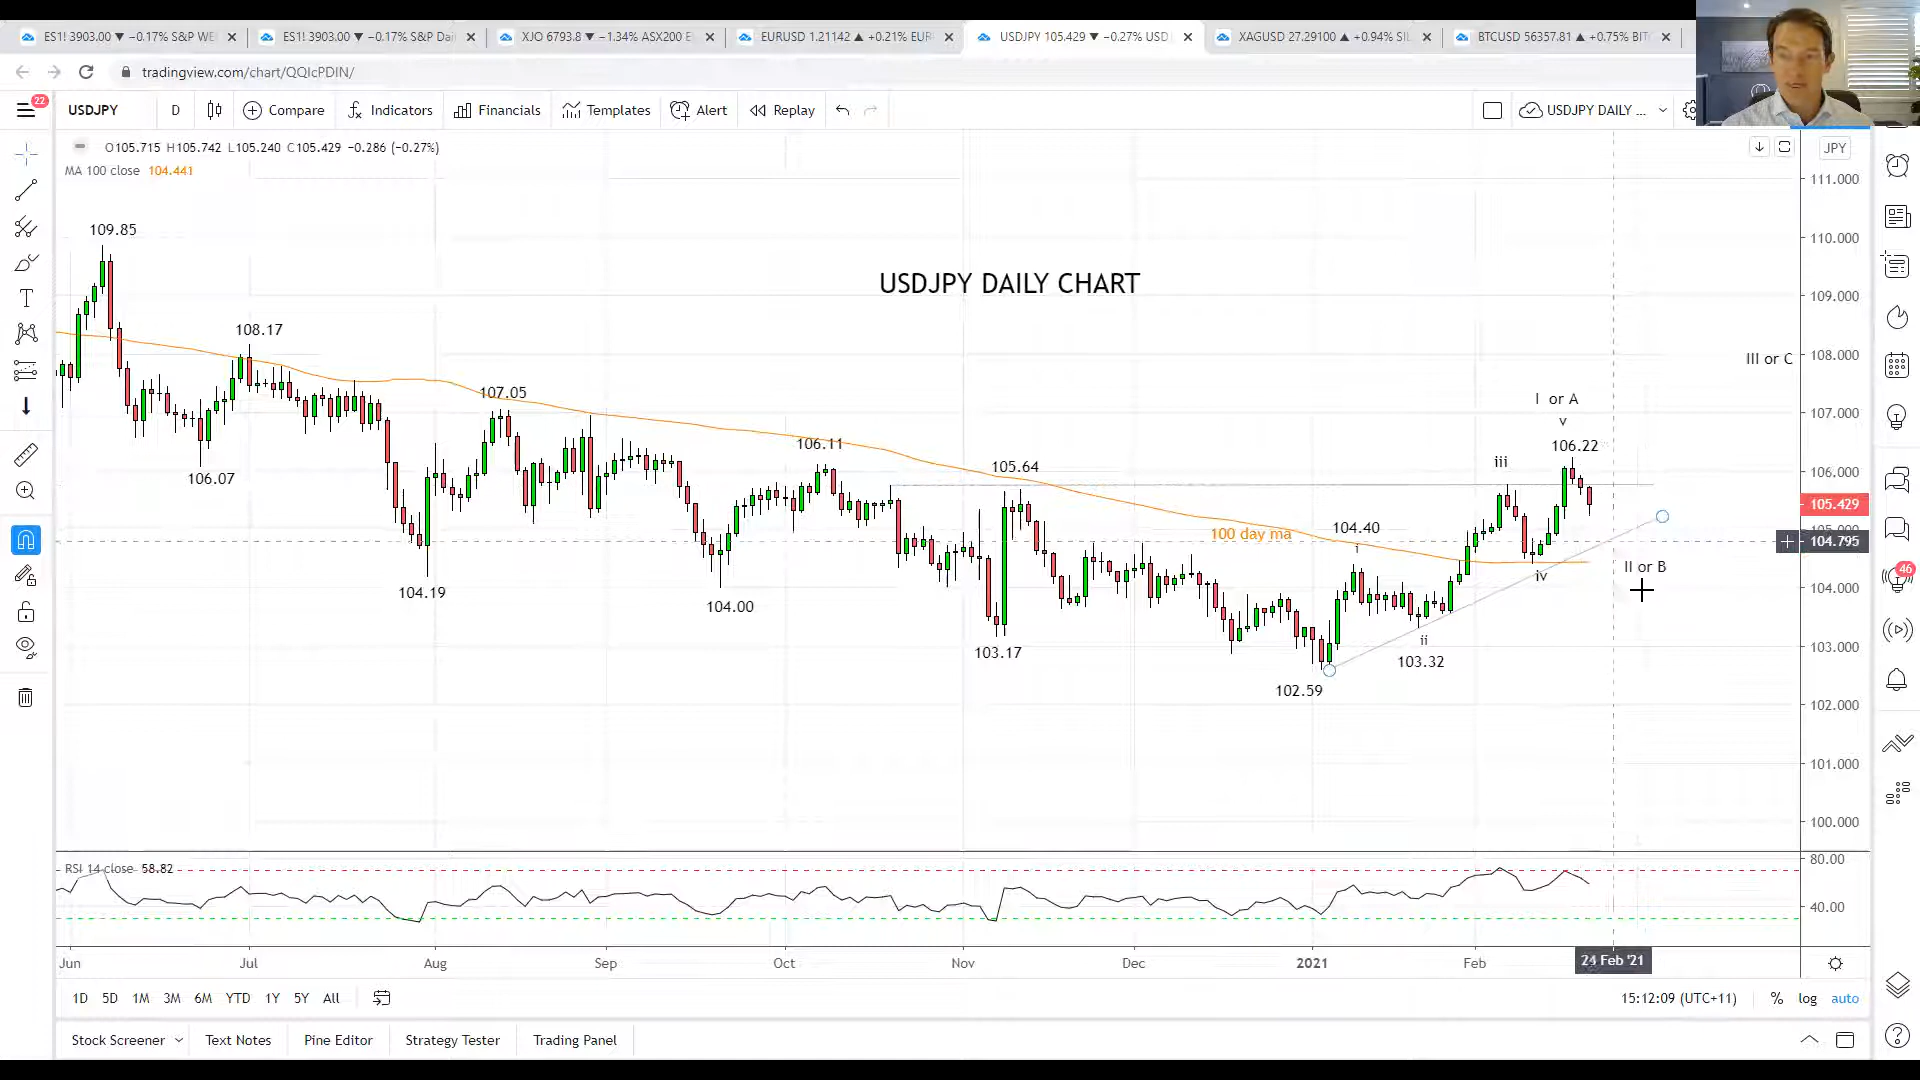 ES1! 3903.00 ▼ −0.17% S&P WE
ES1! 3903.00 ▼ −0.17% S&P Dai
XJO 6793.8 ▼ −1.34% ASX200 E
EURUSD 1.21142 ▲ +0.21% EUR
USDJPY 105.429 ▼ −0.27% USD
XAGUSD 27.29100 ▲ +0.94% SIL
BTCUSD 56357.81 ▲ +0.75% BIT
tradingview.com/chart/QQIcPDIN/
22
USDJPY
D
Compare
Indicators
Financials
Templates
Alert
Replay
USDJPY DAILY ...
O105.715 H105.742 L105.240 C105.429 −0.286 (−0.27%)
MA 100 close 104.441
JPY
111.000
110.000
109.000
108.000
107.000
106.000
105.429
105.000
104.795
104.000
103.000
102.000
101.000
100.000
USDJPY DAILY CHART
109.85
108.17
107.05
106.07
106.11
105.64
104.19
104.00
103.17
102.59
100 day ma
104.40
i
ii
103.32
iii
iv
I or A
v
106.22
II or B
III or C
46
RSI 14 close 58.82
80.00
40.00
Jun
Jul
Aug
Sep
Oct
Nov
Dec
2021
Feb
24 Feb '21
1D
5D
1M
3M
6M
YTD
1Y
5Y
All
15:12:09 (UTC+11)
%
log
auto
Stock Screener
Text Notes
Pine Editor
Strategy Tester
Trading Panel